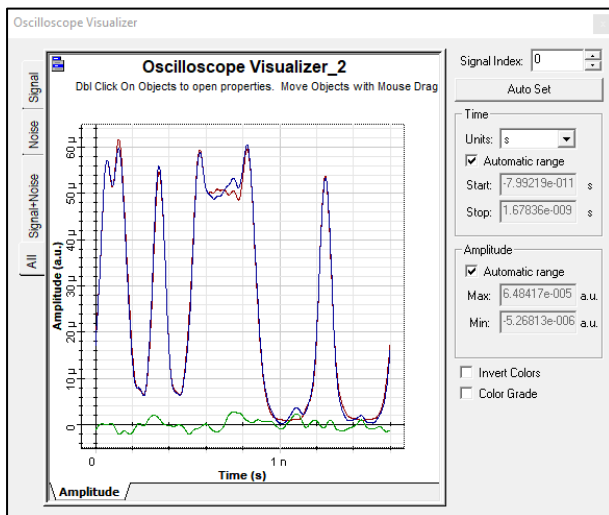 Oscilloscope Visualizer
Signal
Noise
Signal+Noise
All
Oscilloscope Visualizer_2
Dbl Click On Objects to open properties. Move Objects with Mouse Drag
Amplitude (a.u.)
60 µ
50 µ
40 µ
30 µ
20 µ
10 µ
0
0
1 n
Time (s)
Amplitude
Signal Index: 0
Auto Set
Time
Units: s
Automatic range
Start: -7.99219e-011 s
Stop: 1.67836e-009 s
Amplitude
Automatic range
Max: 6.48417e-005 a.u.
Min: -5.26813e-006 a.u.
Invert Colors
Color Grade